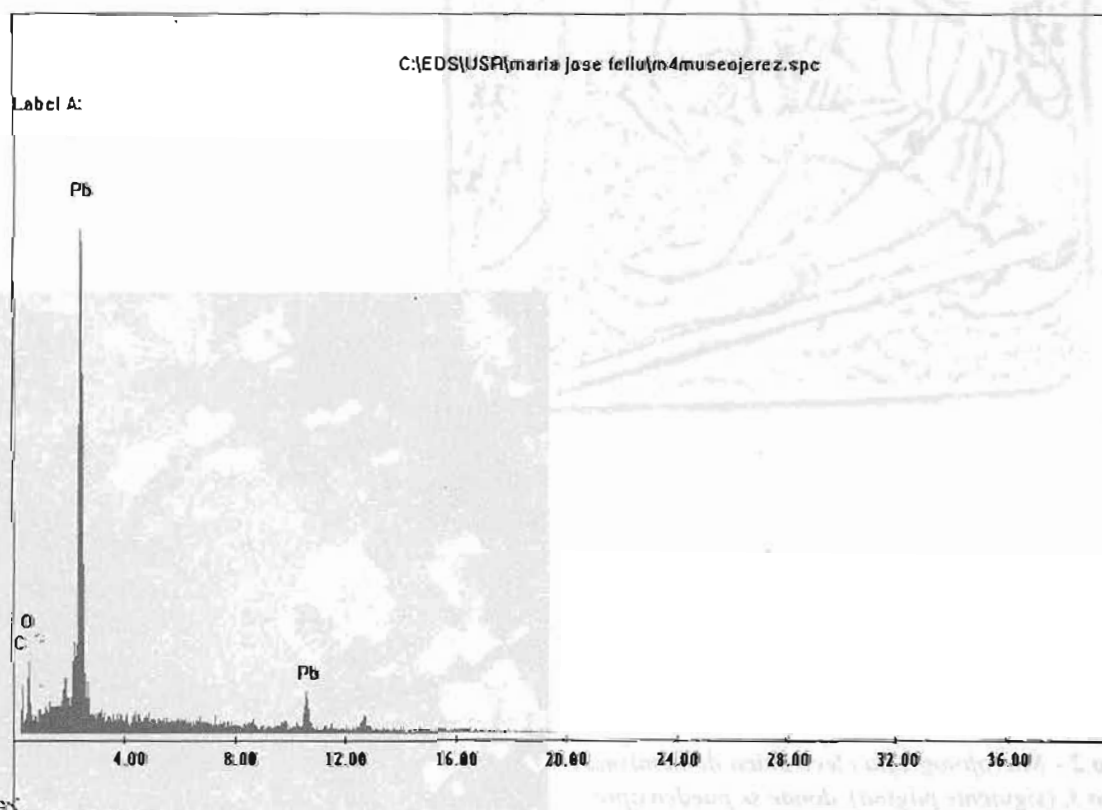 C:\EDS\USR\maria jose feliu\m4museojerez.spc
Label A:
Pb
O
C
Pb
4.00 8.00 12.00 16.00 20.00 24.00 28.00 32.00 36.00